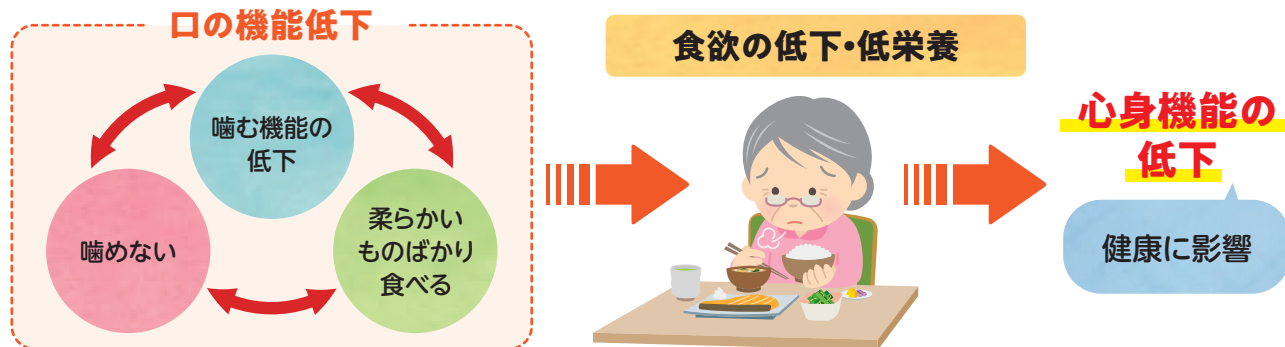 口の機能低下
噛む機能の
低下
噛めない
柔らかい
ものばかり
食べる
食欲の低下・低栄養
心身機能の
低下
健康に影響